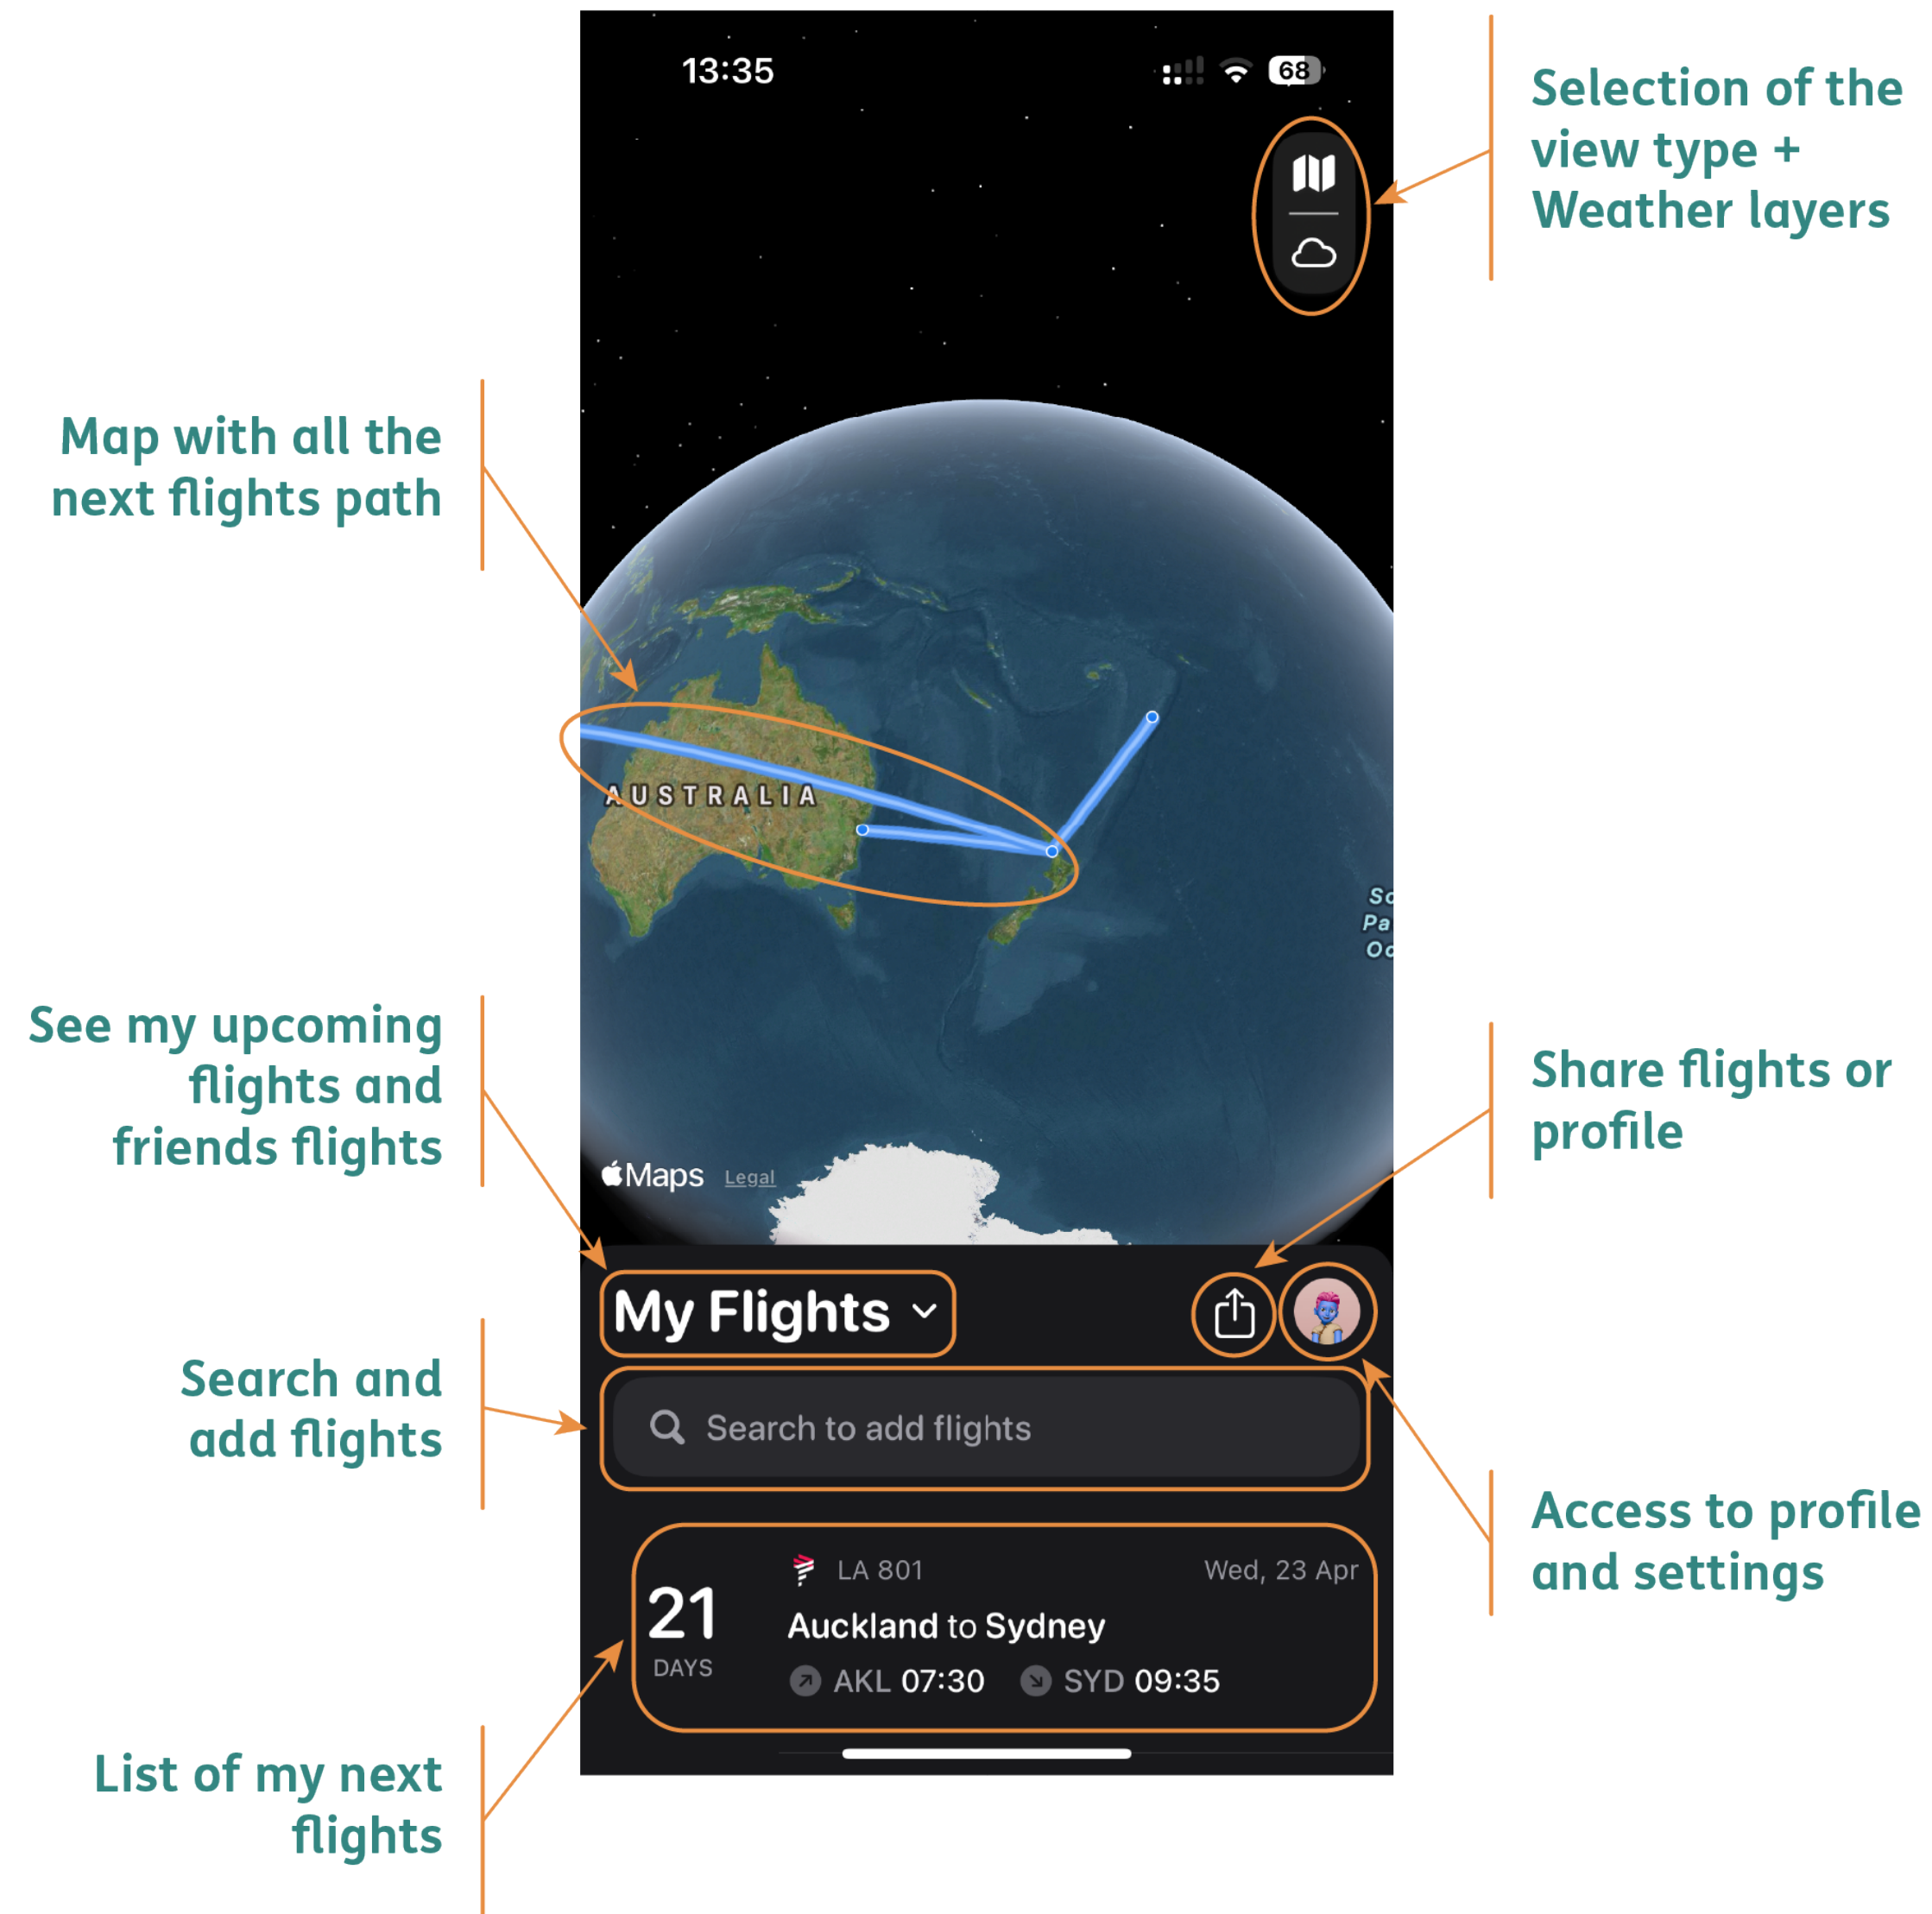 13:35
68
Selection of the
view type +
Weather layers
Map with all the
next flights path
AUSTRALIA
So
Pa
Oc
See my upcoming
flights and
friends flights
Share flights or
profile
Maps Legal
My Flights
Search and
add flights
Search to add flights
Access to profile
and settings
LA 801 Wed, 23 Apr
21
DAYS
Auckland to Sydney
AKL 07:30 SYD 09:35
List of my next
flights